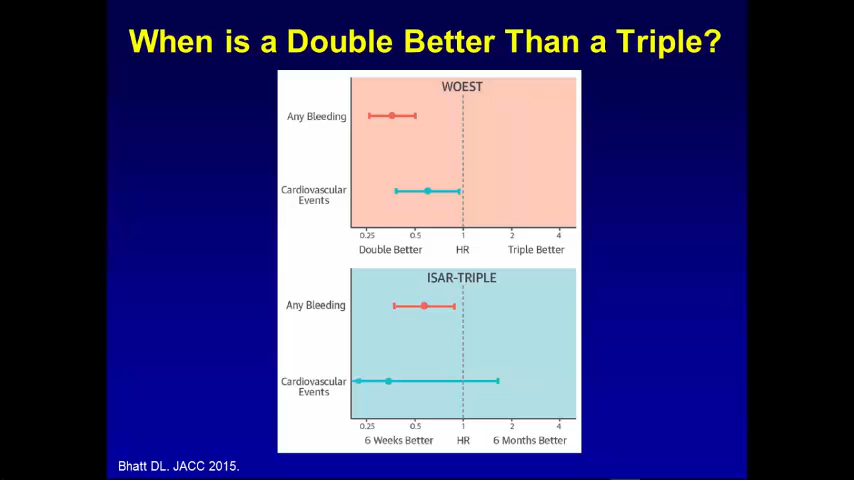 When is a Double Better Than a Triple?
WOEST
Any Bleeding
Cardiovascular
Events
0.25 0.5 1 2 4
Double Better HR Triple Better
ISAR-TRIPLE
Any Bleeding
Cardiovascular
Events
0.25 0.5 1 2 4
6 Weeks Better HR 6 Months Better
Bhatt DL. JACC 2015.